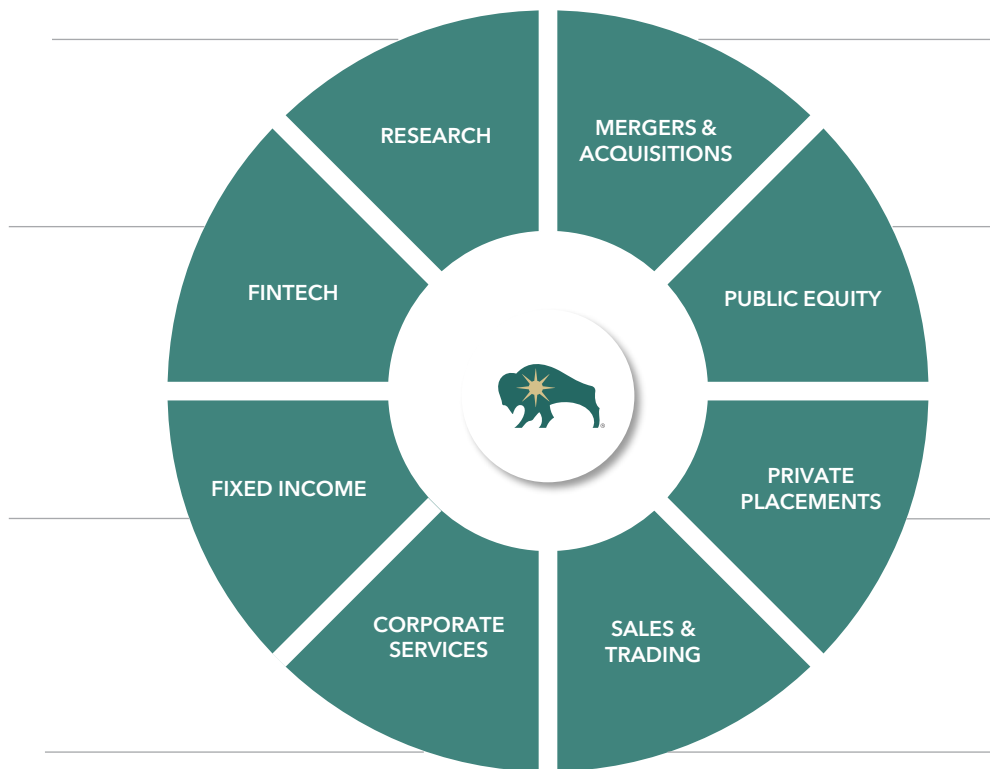 RESEARCH
MERGERS &
ACQUISITIONS
FINTECH
PUBLIC EQUITY
FIXED INCOME
PRIVATE
PLACEMENTS
CORPORATE
SERVICES
SALES &
TRADING
®